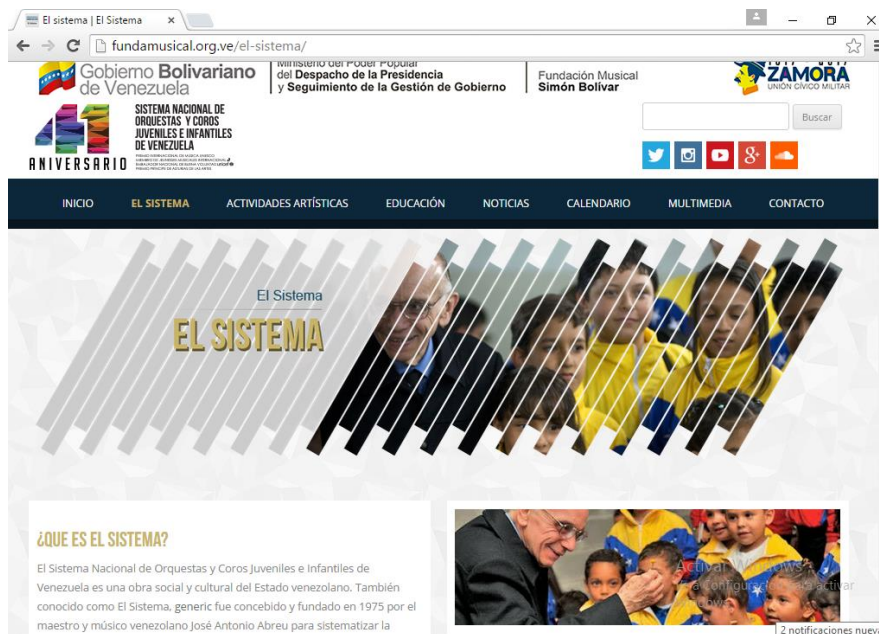 El sistema | El Sistema
fundamusical.org.ve/el-sistema/
Gobierno Bolivariano
de Venezuela
Ministerio del Poder Popular
del Despacho de la Presidencia
y Seguimiento de la Gestión de Gobierno
Fundación Musical
Simón Bolívar
ZAMORA
UNIÓN CÍVICO MILITAR
41
ANIVERSARIO
SISTEMA NACIONAL DE
ORQUESTAS Y COROS
JUVENILES E INFANTILES
DE VENEZUELA
Buscar
INICIO
EL SISTEMA
ACTIVIDADES ARTÍSTICAS
EDUCACIÓN
NOTICIAS
CALENDARIO
MULTIMEDIA
CONTACTO
El Sistema
EL SISTEMA
¿QUE ES EL SISTEMA?
El Sistema Nacional de Orquestas y Coros Juveniles e Infantiles de
Venezuela es una obra social y cultural del Estado venezolano. También
conocido como El Sistema, generic fue concebido y fundado en 1975 por el
maestro y músico venezolano José Antonio Abreu para sistematizar la
Activar Windows
activar
2 notificaciones nueva